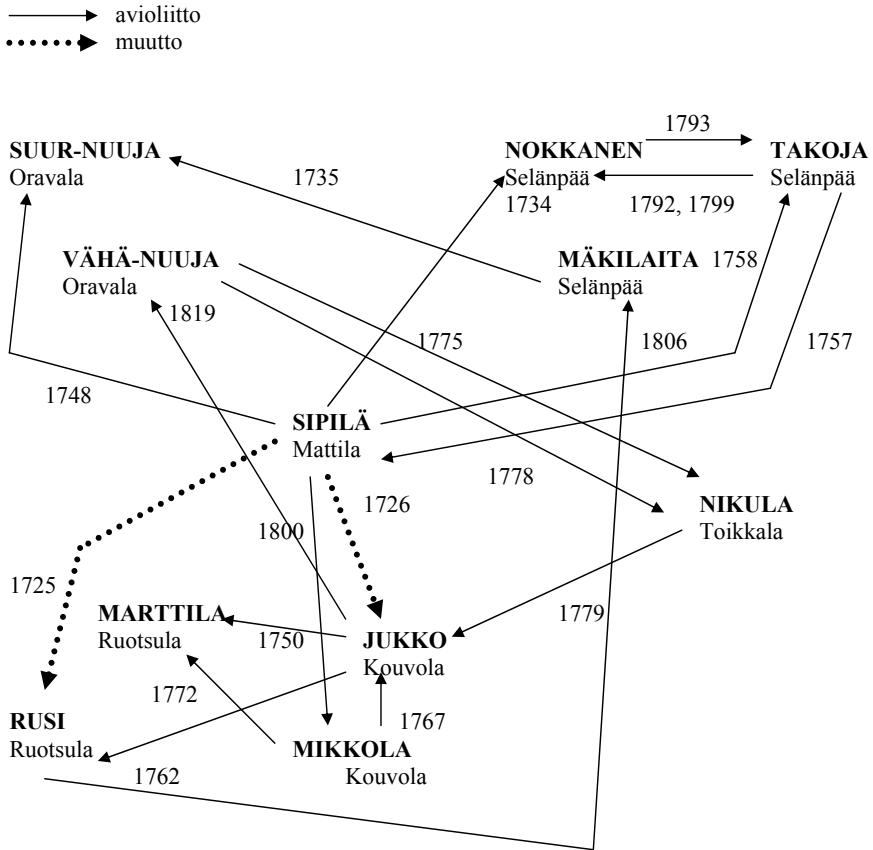 avioliitto
muutto
1793
SUUR-NUUJA
Oravala
NOKKANEN
Selänpää
TAKOJA
Selänpää
1735
1734
1792, 1799
VÄHÄ-NUUJA
Oravala
MÄKILAITA
Selänpää
1758
1819
1775
1806
1757
1748
SIPILÄ
Mattila
1778
1726
NIKULA
Toikkala
1800
1725
MARTTILA
Ruotsula
1779
1750
JUKKO
Kouvola
1772
RUSI
Ruotsula
1767
MIKKOLA
Kouvola
1762